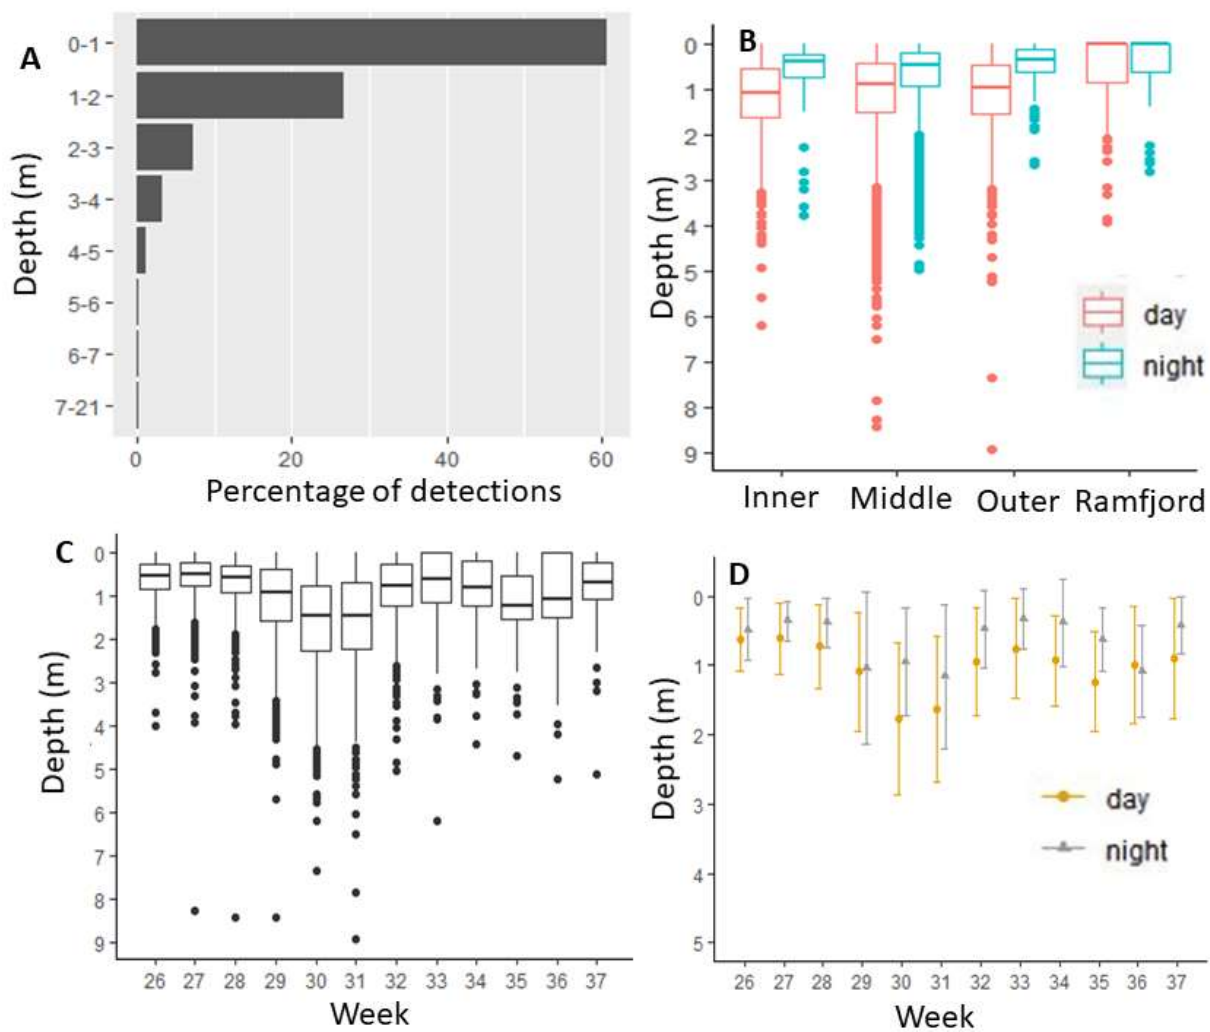 A
0-1
1-2
2-3
3-4
4-5
5-6
6-7
7-21
Depth (m)
0 20 40 60
Percentage of detections
B
0
1
2
3
4
5
6
7
8
9
Depth (m)
day
night
Inner Middle Outer Ramfjord
C
0
1
2
3
4
5
6
7
8
9
Depth (m)
26 27 28 29 30 31 32 33 34 35 36 37
Week
D
0
1
2
3
4
5
Depth (m)
day
night
26 27 28 29 30 31 32 33 34 35 36 37
Week